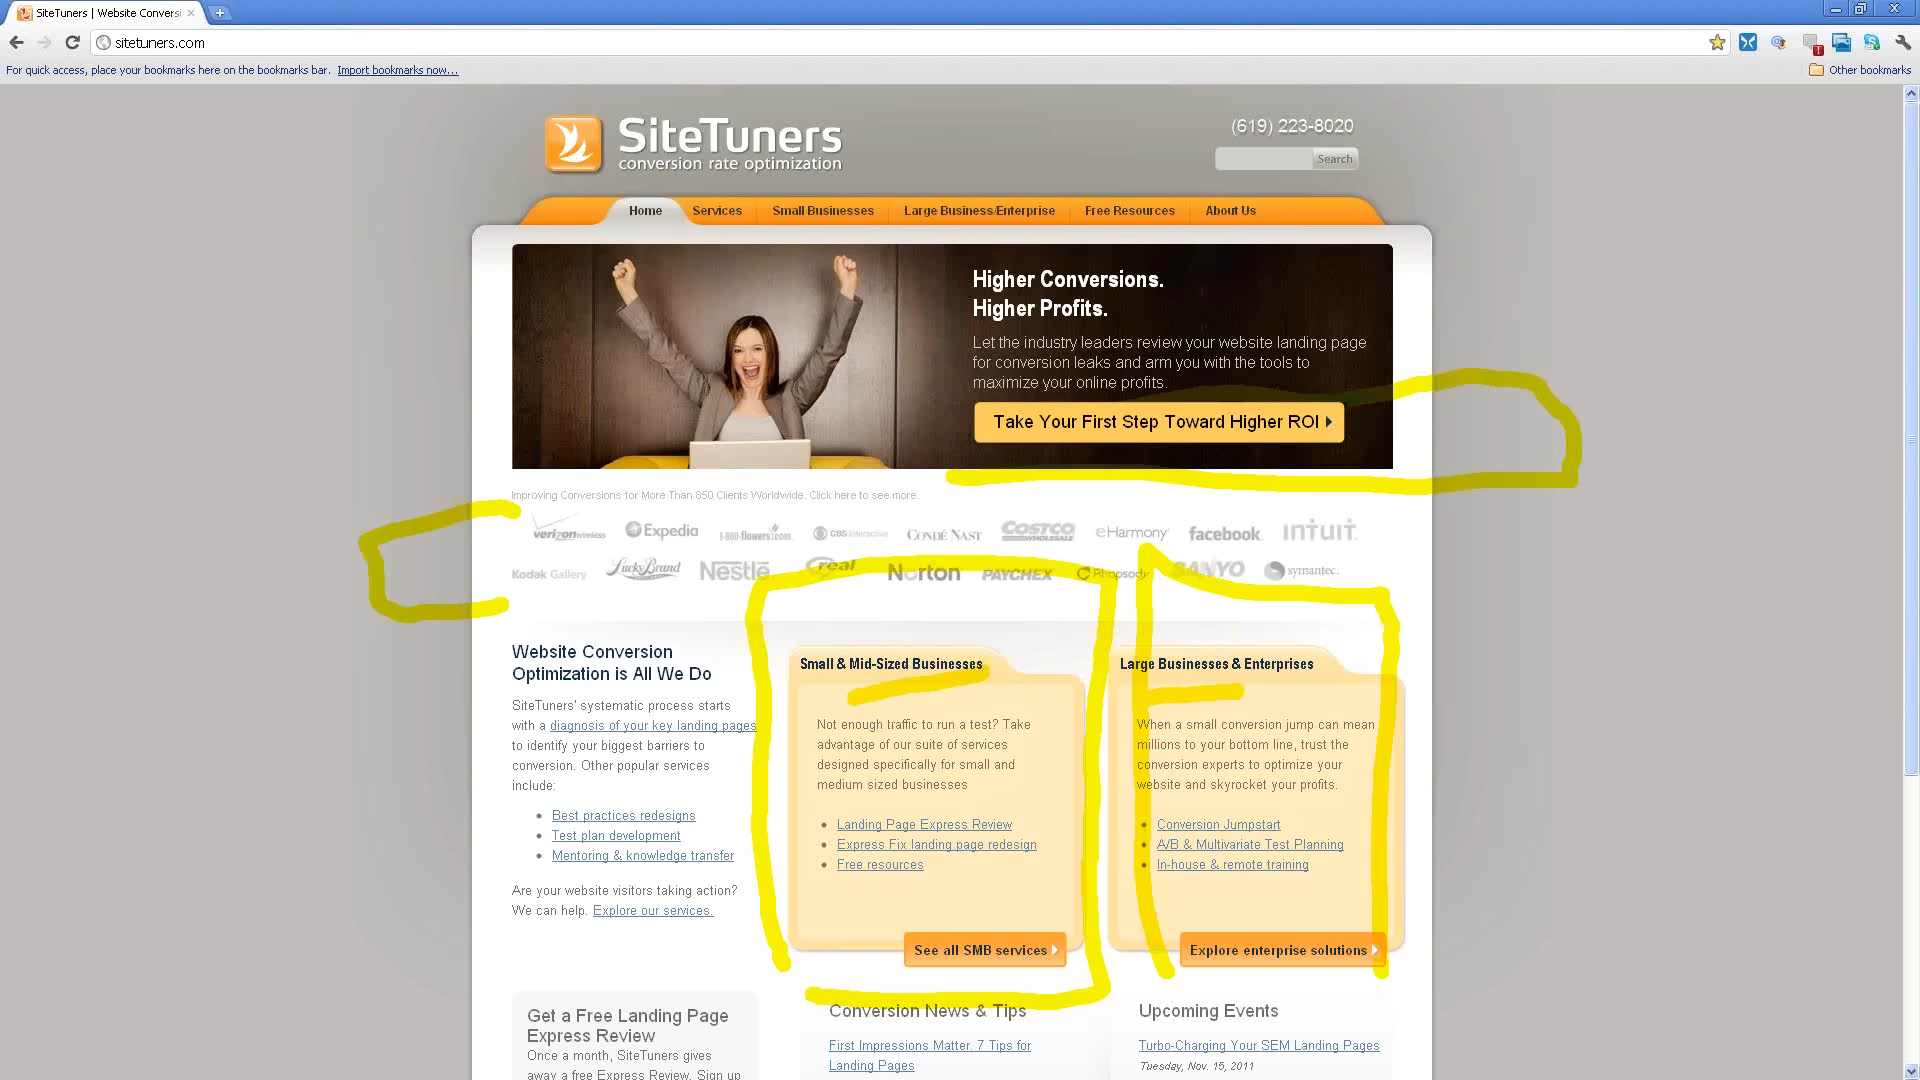 SiteTuners | Website Conversi
sitetuners.com
For quick access, place your bookmarks here on the bookmarks bar. Import bookmarks now...
Other bookmarks
SiteTuners
conversion rate optimization
(619) 223-8020
Search
Home Services Small Businesses Large Business/Enterprise Free Resources About Us
Higher Conversions.
Higher Profits.
Let the industry leaders review your website landing page
for conversion leaks and arm you with the tools to
maximize your online profits.
Take Your First Step Toward Higher ROI
Improving Conversions for More Than 850 Clients Worldwide. Click here to see more.
verizonwireless Expedia 1-800-flowers.com CBS Interactive CONDÉ NAST COSTCO WHOLESALE eHarmony facebook. intuit.
Kodak Gallery Lucky Brand Nestlé real Norton PAYCHEX Rhapsody SANYO symantec.
Website Conversion
Optimization is All We Do
SiteTuners' systematic process starts
with a diagnosis of your key landing pages
to identify your biggest barriers to
conversion. Other popular services
include:
• Best practices redesigns
• Test plan development
• Mentoring & knowledge transfer
Are your website visitors taking action?
We can help. Explore our services.
Small & Mid-Sized Businesses
Not enough traffic to run a test? Take
advantage of our suite of services
designed specifically for small and
medium sized businesses
• Landing Page Express Review
• Express Fix landing page redesign
• Free resources
See all SMB services
Large Businesses & Enterprises
When a small conversion jump can mean
millions to your bottom line, trust the
conversion experts to optimize your
website and skyrocket your profits.
• Conversion Jumpstart
• A/B & Multivariate Test Planning
• In-house & remote training
Explore enterprise solutions
Get a Free Landing Page
Express Review
Once a month, SiteTuners gives
away a free Express Review. Sign up
Conversion News & Tips
First Impressions Matter. 7 Tips for
Landing Pages
Upcoming Events
Turbo-Charging Your SEM Landing Pages
Tuesday, Nov. 15, 2011